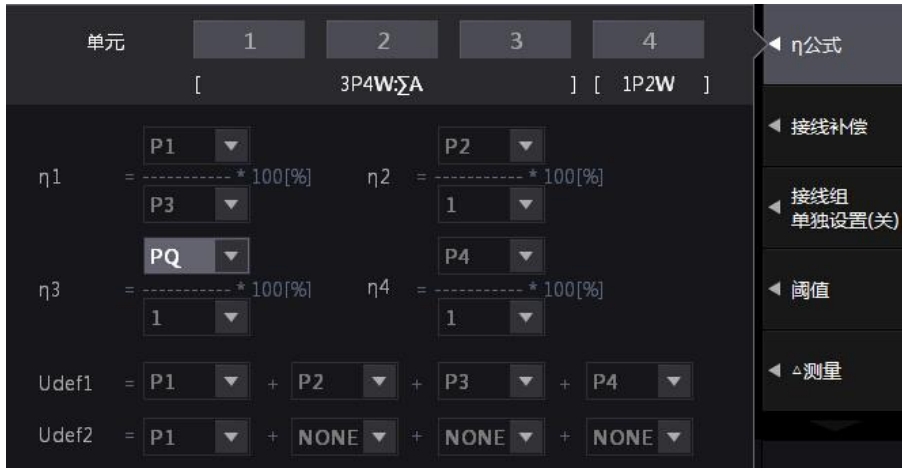 单元 1 2 3 4
[ 3P4W:∑A ] [ 1P2W ]
P1 P2
η1 = ----------- * 100[%] η2 = ----------- * 100[%]
P3 1
PQ P4
η3 = ----------- * 100[%] η4 = ----------- * 100[%]
1 1
Udef1 = P1 + P2 + P3 + P4
Udef2 = P1 + NONE + NONE + NONE
η公式
接线补偿
接线组
单独设置(关)
阈值
△测量